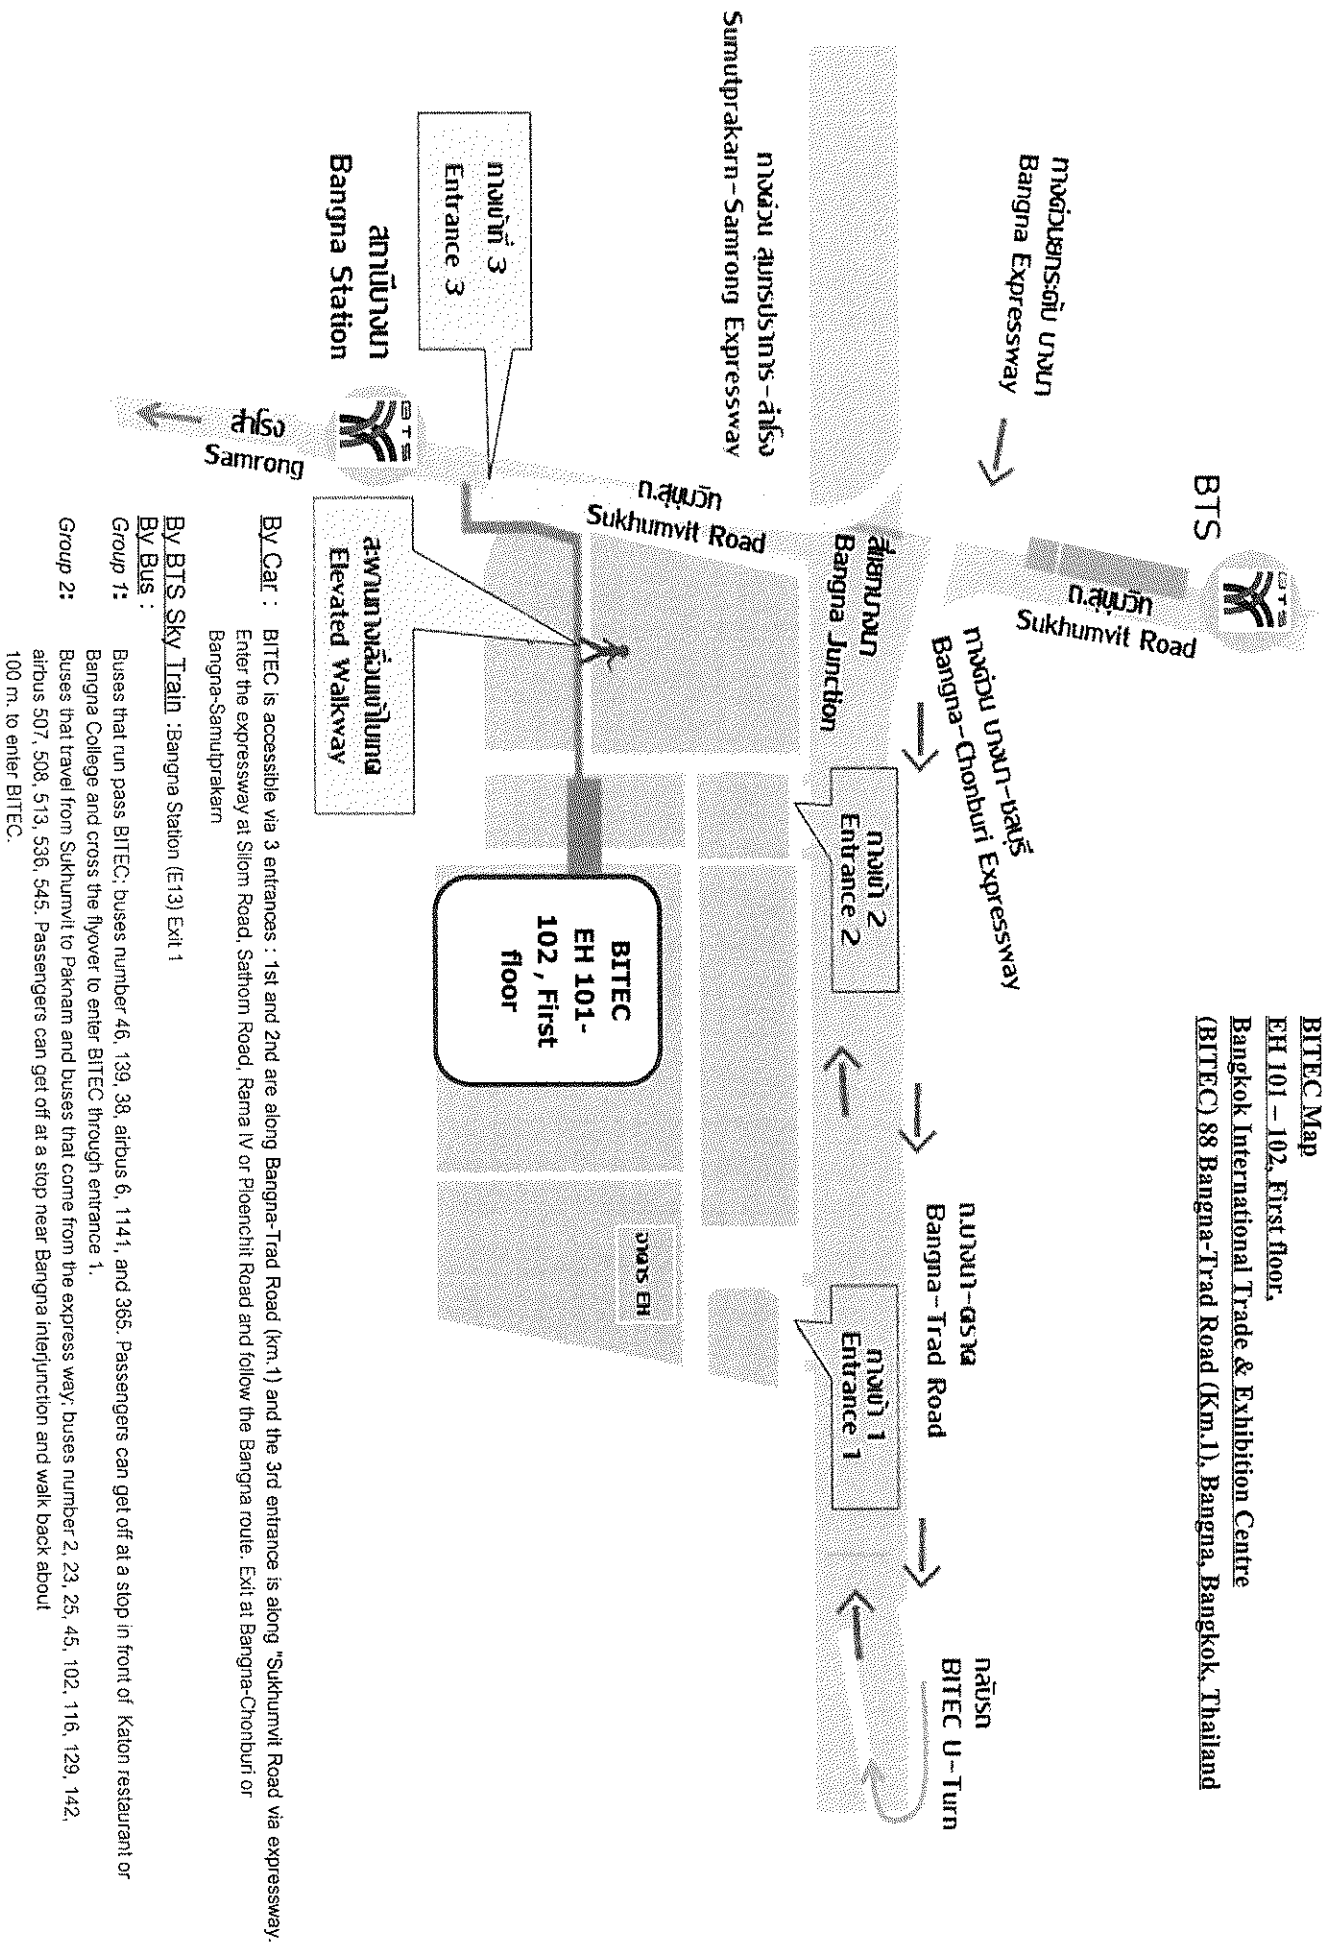 BITEC Map
EH 101 – 102, First floor,
Bangkok International Trade & Exhibition Centre
(BITEC) 88 Bangna-Trad Road (Km.1), Bangna, Bangkok, Thailand
BTS
BTS
ถ.สุขุมวิท
Sukhumvit Road
ทางด่วนยกระดับ บางนา
Bangna Expressway
ทางด่วน บางนา-ชลบุรี
Bangna-Chonburi Expressway
ถ.บางนา-ตราด
Bangna-Trad Road
กลับรถ
BITEC U-Turn
สี่แยกบางนา
Bangna Junction
ทางเข้า 2
Entrance 2
ทางเข้า 1
Entrance 1
ทางด่วน สมุทรปราการ-สำโรง
Sumutprakarn-Samrong Expressway
ถ.สุขุมวิท
Sukhumvit Road
อาคาร EH
BITEC
EH 101-
102 , First
floor
ทางเข้าที่ 3
Entrance 3
สถานีบางนา
Bangna Station
BTS
สำโรง
Samrong
สะพานทางเลื่อนเข้าไบเทค
Elevated Walkway
By Car : BITEC is accessible via 3 entrances : 1st and 2nd are along Bangna-Trad Road (km.1) and the 3rd entrance is along "Sukhumvit Road via expressway.
Enter the expressway at Silom Road, Sathorn Road, Rama IV or Ploenchit Road and follow the Bangna route. Exit at Bangna-Chonburi or
Bangna-Samutprakarn
By BTS Sky Train :Bangna Station (E13) Exit 1
By Bus :
Group 1: Buses that run pass BITEC; buses number 46, 139, 38, airbus 6, 1141, and 365. Passengers can get off at a stop in front of Katon restaurant or
Bangna College and cross the flyover to enter BITEC through entrance 1.
Group 2: Buses that travel from Sukhumvit to Paknam and buses that come from the express way; buses number 2, 23, 25, 45, 102, 116, 129, 142,
airbus 507, 508, 513, 536, 545. Passengers can get off at a stop near Bangna interjunction and walk back about
100 m. to enter BITEC.